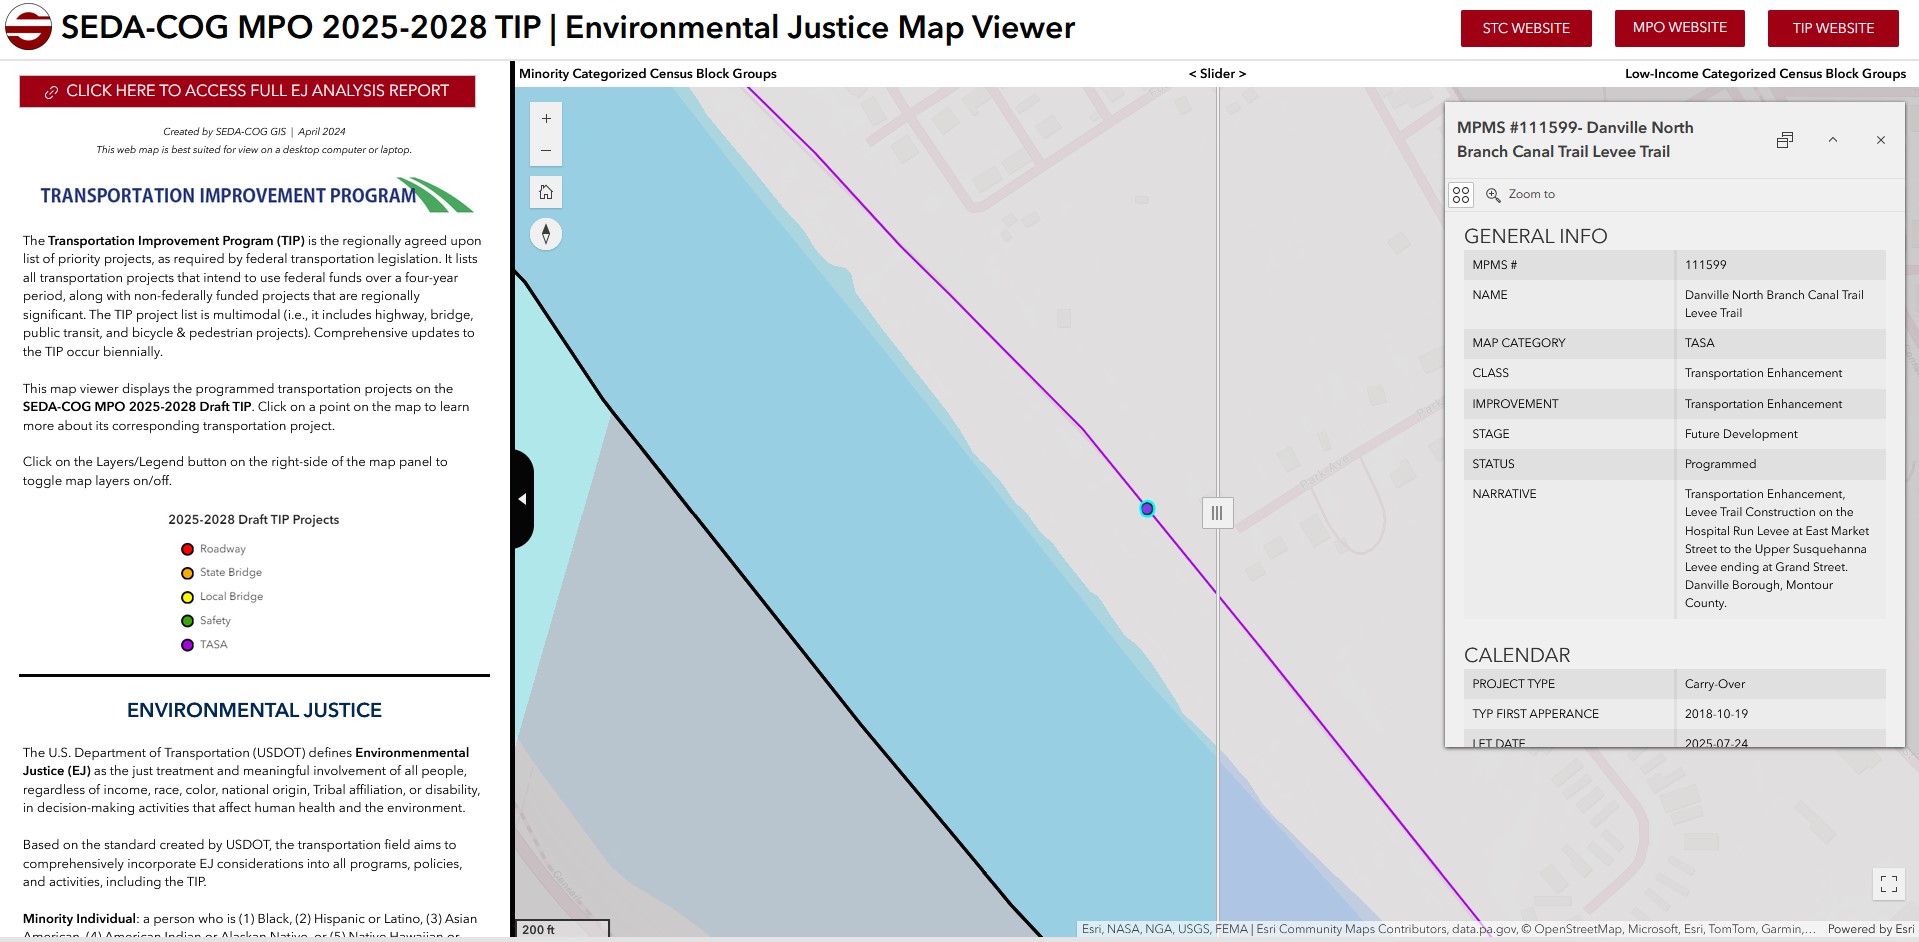 SEDA-COG MPO 2025-2028 TIP | Environmental Justice Map Viewer
STC WEBSITE
MPO WEBSITE
TIP WEBSITE
CLICK HERE TO ACCESS FULL EJ ANALYSIS REPORT
Created by SEDA-COG GIS | April 2024
This web map is best suited for view on a desktop computer or laptop.
TRANSPORTATION IMPROVEMENT PROGRAM
The Transportation Improvement Program (TIP) is the regionally agreed upon
list of priority projects, as required by federal transportation legislation. It lists
all transportation projects that intend to use federal funds over a four-year
period, along with non-federally funded projects that are regionally
significant. The TIP project list is multimodal (i.e., it includes highway, bridge,
public transit, and bicycle & pedestrian projects). Comprehensive updates to
the TIP occur biennially.
This map viewer displays the programmed transportation projects on the
SEDA-COG MPO 2025-2028 Draft TIP. Click on a point on the map to learn
more about its corresponding transportation project.
Click on the Layers/Legend button on the right-side of the map panel to
toggle map layers on/off.
2025-2028 Draft TIP Projects
Roadway
State Bridge
Local Bridge
Safety
TASA
ENVIRONMENTAL JUSTICE
The U.S. Department of Transportation (USDOT) defines Environmenmental
Justice (EJ) as the just treatment and meaningful involvement of all people,
regardless of income, race, color, national origin, Tribal affiliation, or disability,
in decision-making activities that affect human health and the environment.
Based on the standard created by USDOT, the transportation field aims to
comprehensively incorporate EJ considerations into all programs, policies,
and activities, including the TIP.
Minority Individual: a person who is (1) Black, (2) Hispanic or Latino, (3) Asian
American, (4) American Indian or Alaskan Native, or (5) Native Hawaiian or
Minority Categorized Census Block Groups
< Slider >
Low-Income Categorized Census Block Groups
Park Ave
200 ft
MPMS #111599- Danville North
Branch Canal Trail Levee Trail
Zoom to
GENERAL INFO
MPMS # 111599
NAME Danville North Branch Canal Trail
Levee Trail
MAP CATEGORY TASA
CLASS Transportation Enhancement
IMPROVEMENT Transportation Enhancement
STAGE Future Development
STATUS Programmed
NARRATIVE Transportation Enhancement,
Levee Trail Construction on the
Hospital Run Levee at East Market
Street to the Upper Susquehanna
Levee ending at Grand Street.
Danville Borough, Montour
County.
CALENDAR
PROJECT TYPE Carry-Over
TYP FIRST APPERANCE 2018-10-19
LET DATE 2025-07-24
Esri, NASA, NGA, USGS, FEMA | Esri Community Maps Contributors, data.pa.gov, © OpenStreetMap, Microsoft, Esri, TomTom, Garmin,... Powered by Esri